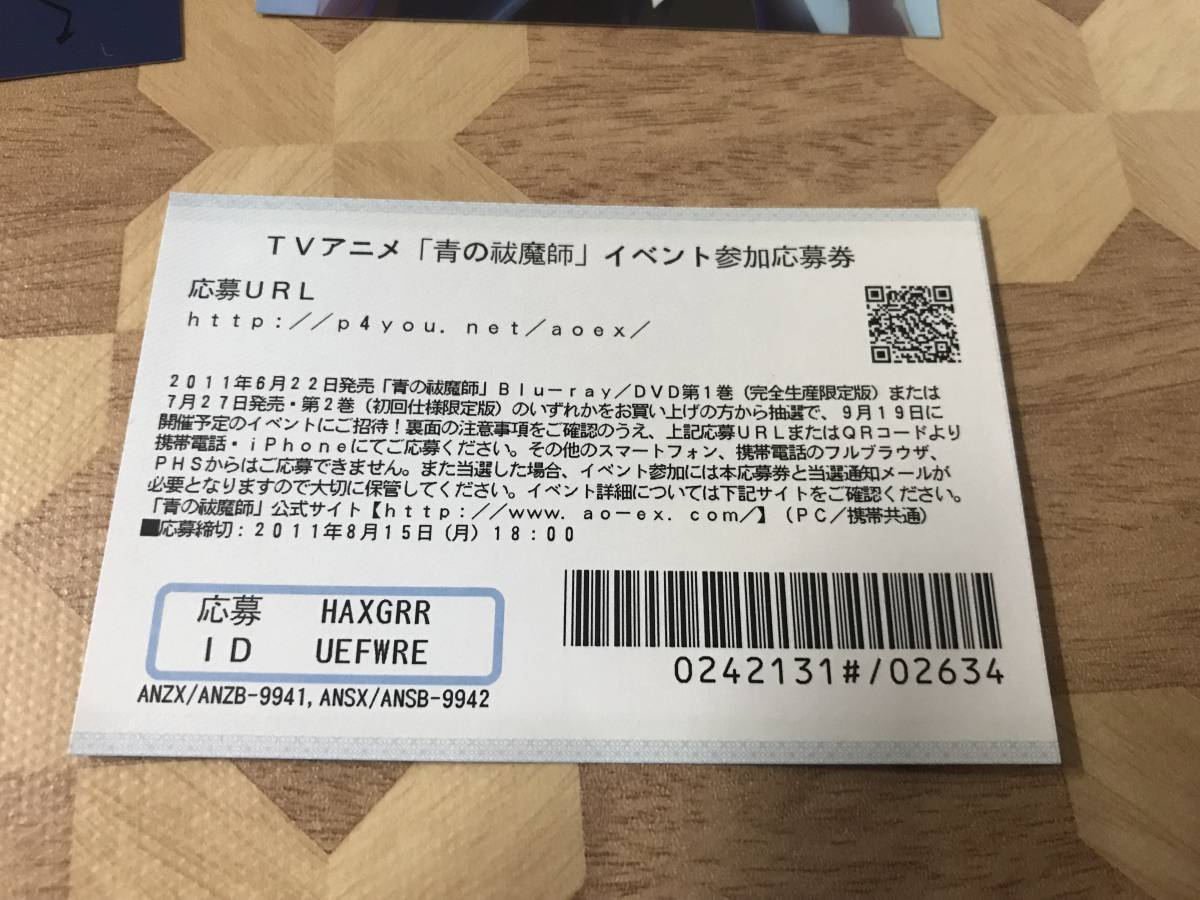 TVアニメ「青の祓魔師」イベント参加応募券
応募URL
http://p4you.net/aoex/
2011年6月22日発売「青の祓魔師」Blu-ray/DVD第1巻(完全生産限定版)または
7月27日発売・第2巻(初回仕様限定版)のいずれかをお買い上げの方から抽選で、9月19日に
開催予定のイベントにご招待!裏面の注意事項をご確認のうえ、上記応募URLまたはQRコードより
携帯電話・iPhoneにてご応募ください。その他のスマートフォン、携帯電話のフルブラウザ、
PHSからはご応募できません。また当選した場合、イベント参加には本応募券と当選通知メールが
必要となりますので大切に保管してください。イベント詳細については下記サイトをご確認ください。
「青の祓魔師」公式サイト【http://www.ao-ex.com/】(PC/携帯共通)
■応募締切:2011年8月15日(月)18:00
応募 HAXGRR
ID UEFWRE
ANZX/ANZB-9941,ANSX/ANSB-9942
0242131#/02634